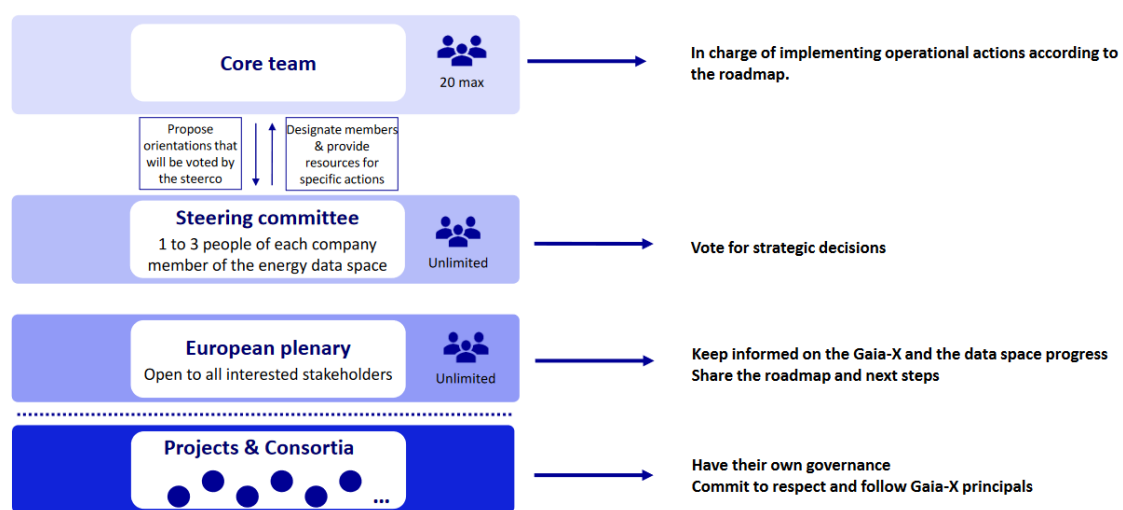 Core team
20 max
In charge of implementing operational actions according to
the roadmap.
Propose
orientations that
will be voted by
the steerco
Designate members
& provide
resources for
specific actions
Steering committee
1 to 3 people of each company
member of the energy data space
Unlimited
Vote for strategic decisions
European plenary
Open to all interested stakeholders
Unlimited
Keep informed on the Gaia-X and the data space progress
Share the roadmap and next steps
Projects & Consortia
...
Have their own governance
Commit to respect and follow Gaia-X principals